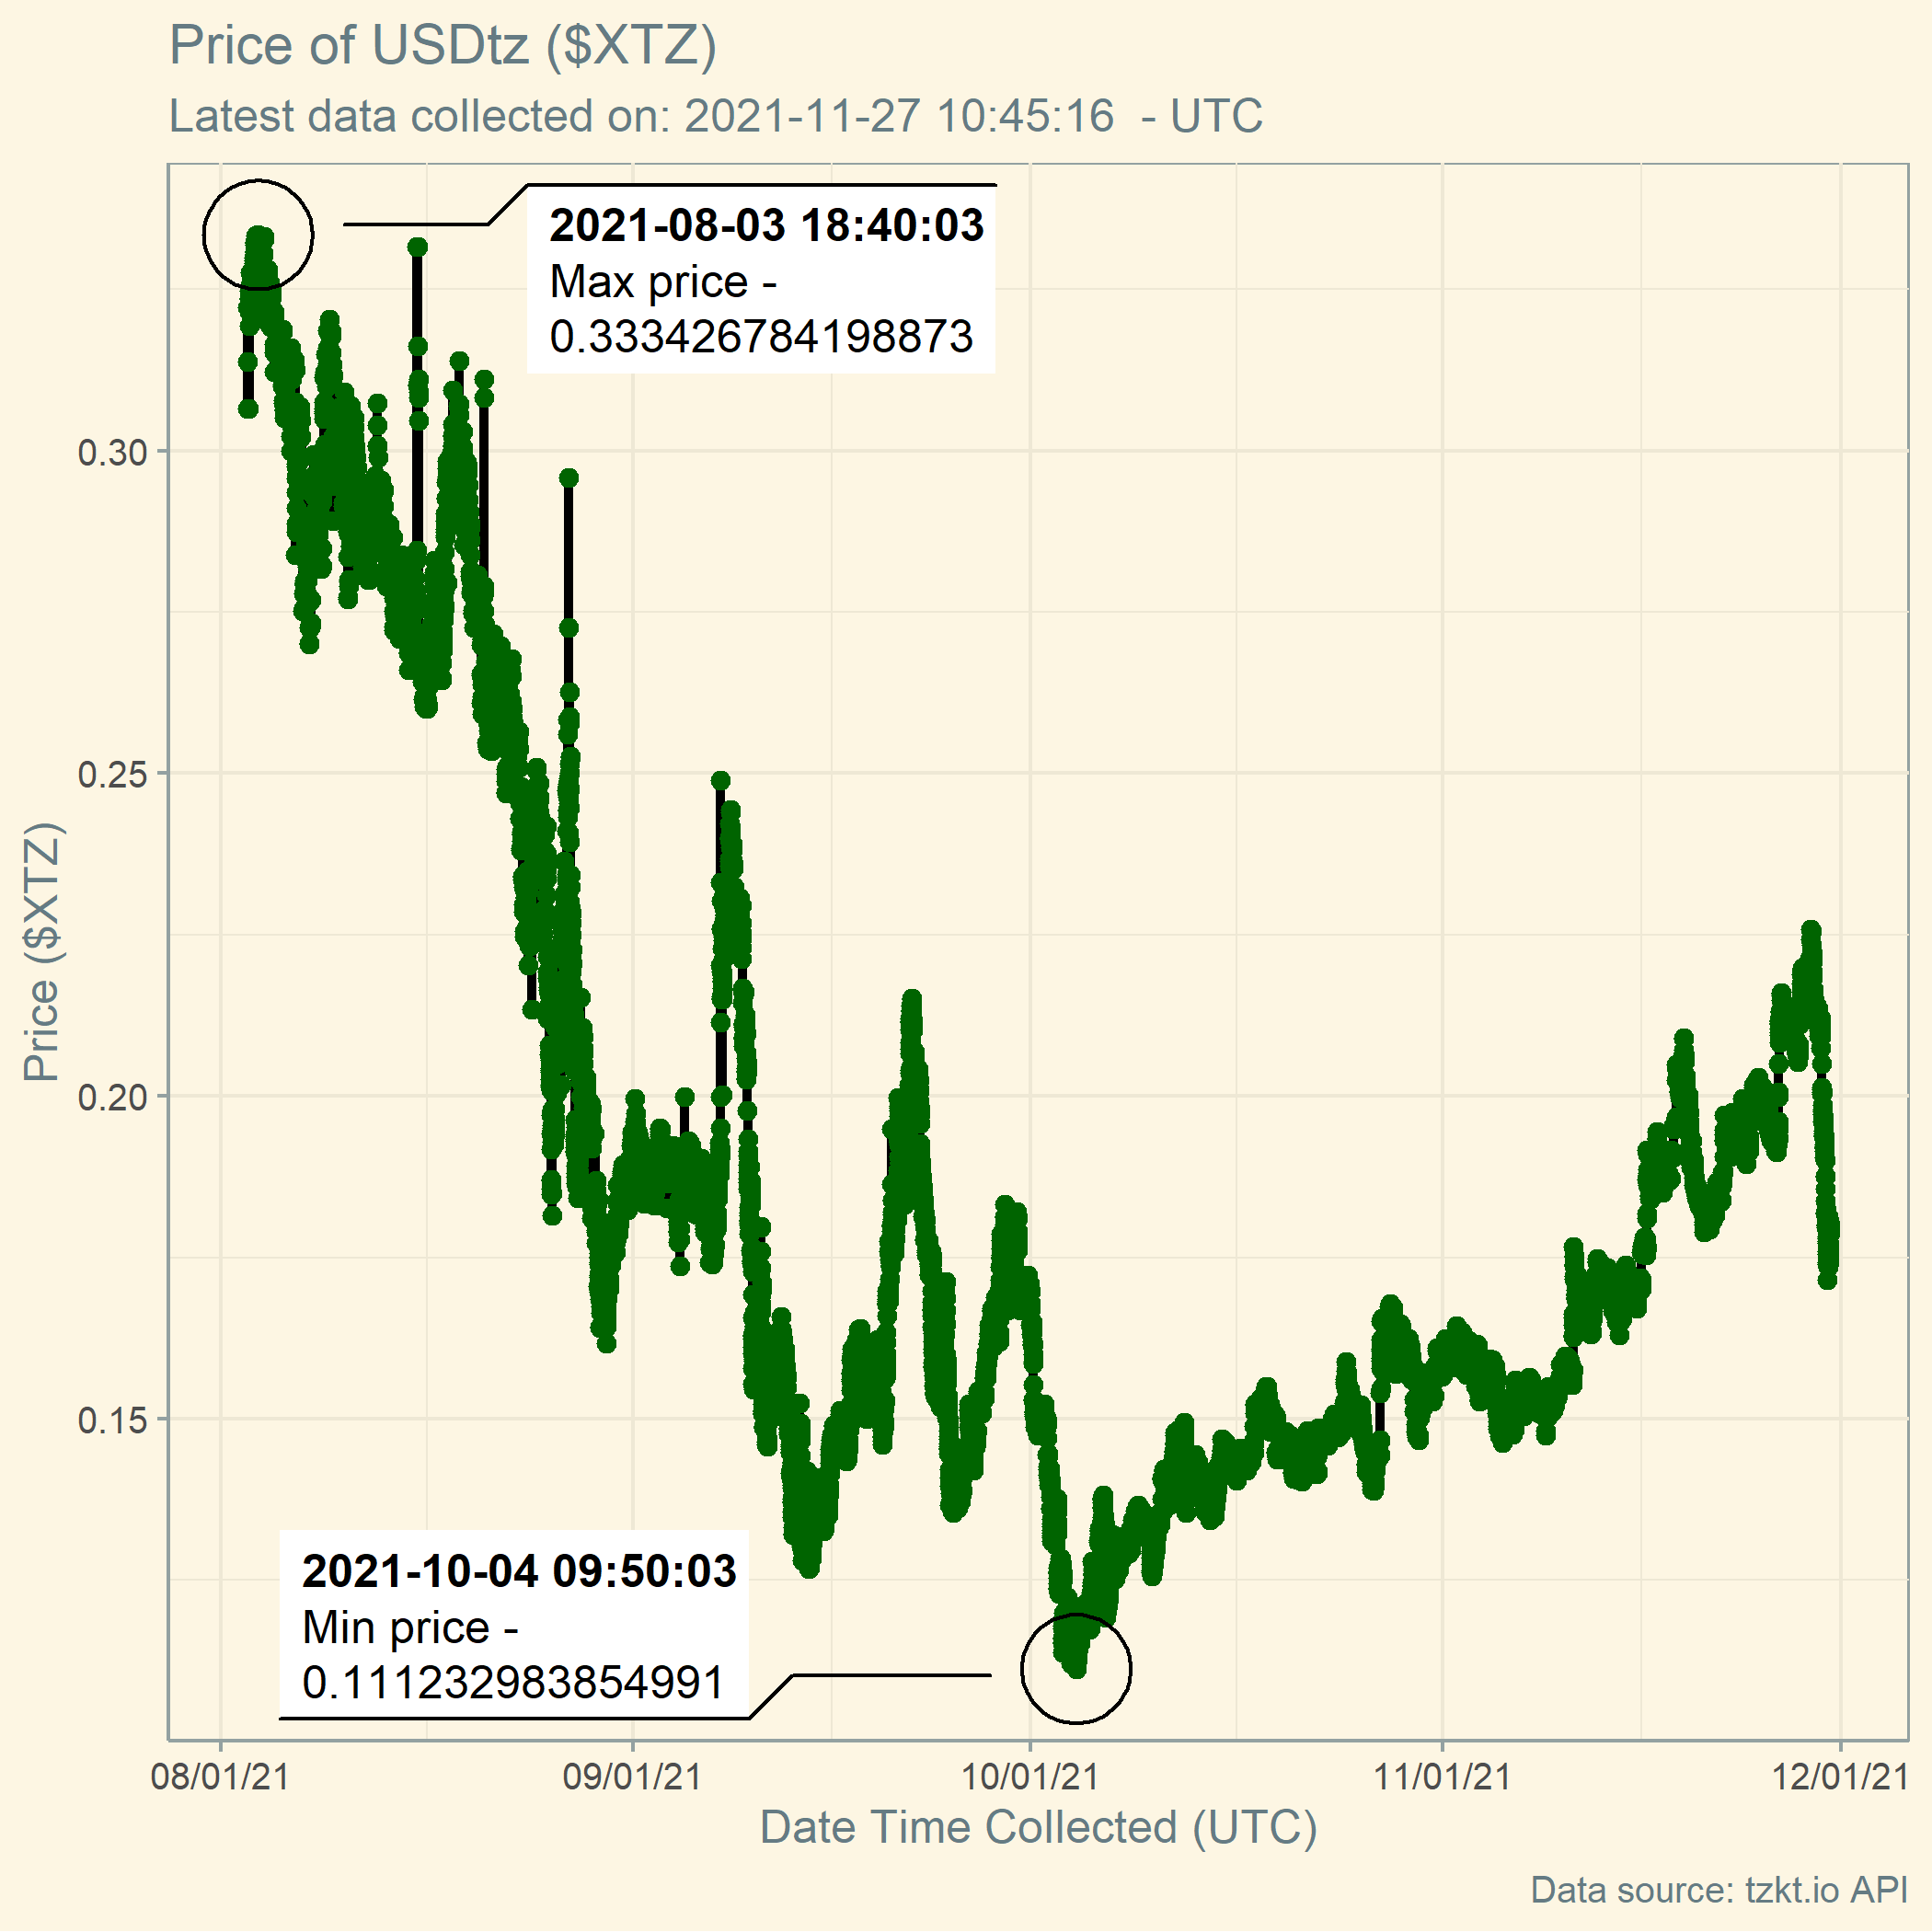 Price of USDtz ($XTZ)
Latest data collected on: 2021-11-27 10:45:16  - UTC
2021-08-03 18:40:03
Max price -
0.333426784198873
0.30
0.25
0.20
0.15
Price ($XTZ)
2021-10-04 09:50:03
Min price -
0.111232983854991
08/01/21
09/01/21
10/01/21
11/01/21
12/01/21
Date Time Collected (UTC)
Data source: tzkt.io API